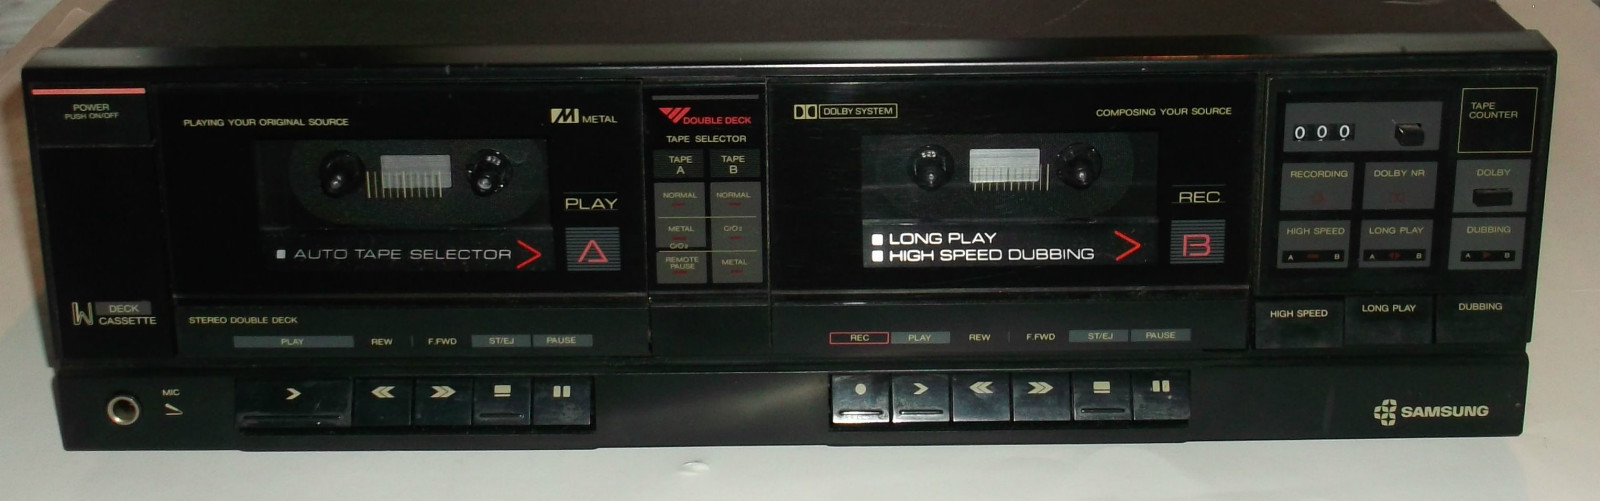 POWER
PUSH ON/OFF
PLAYING YOUR ORIGINAL SOURCE
METAL
PLAY
A
AUTO TAPE SELECTOR
DECK
CASSETTE
STEREO DOUBLE DECK
PLAY REW F.FWD ST/EJ PAUSE
MIC
DOUBLE DECK
TAPE SELECTOR
TAPE A TAPE B
NORMAL NORMAL
METAL CrO2
CrO2
REMOTE PAUSE METAL
DOLBY SYSTEM
COMPOSING YOUR SOURCE
REC
B
LONG PLAY
HIGH SPEED DUBBING
REC PLAY REW F.FWD ST/EJ PAUSE
000
TAPE
COUNTER
RECORDING DOLBY NR DOLBY
HIGH SPEED LONG PLAY DUBBING
A B A B A B
HIGH SPEED LONG PLAY DUBBING
SAMSUNG